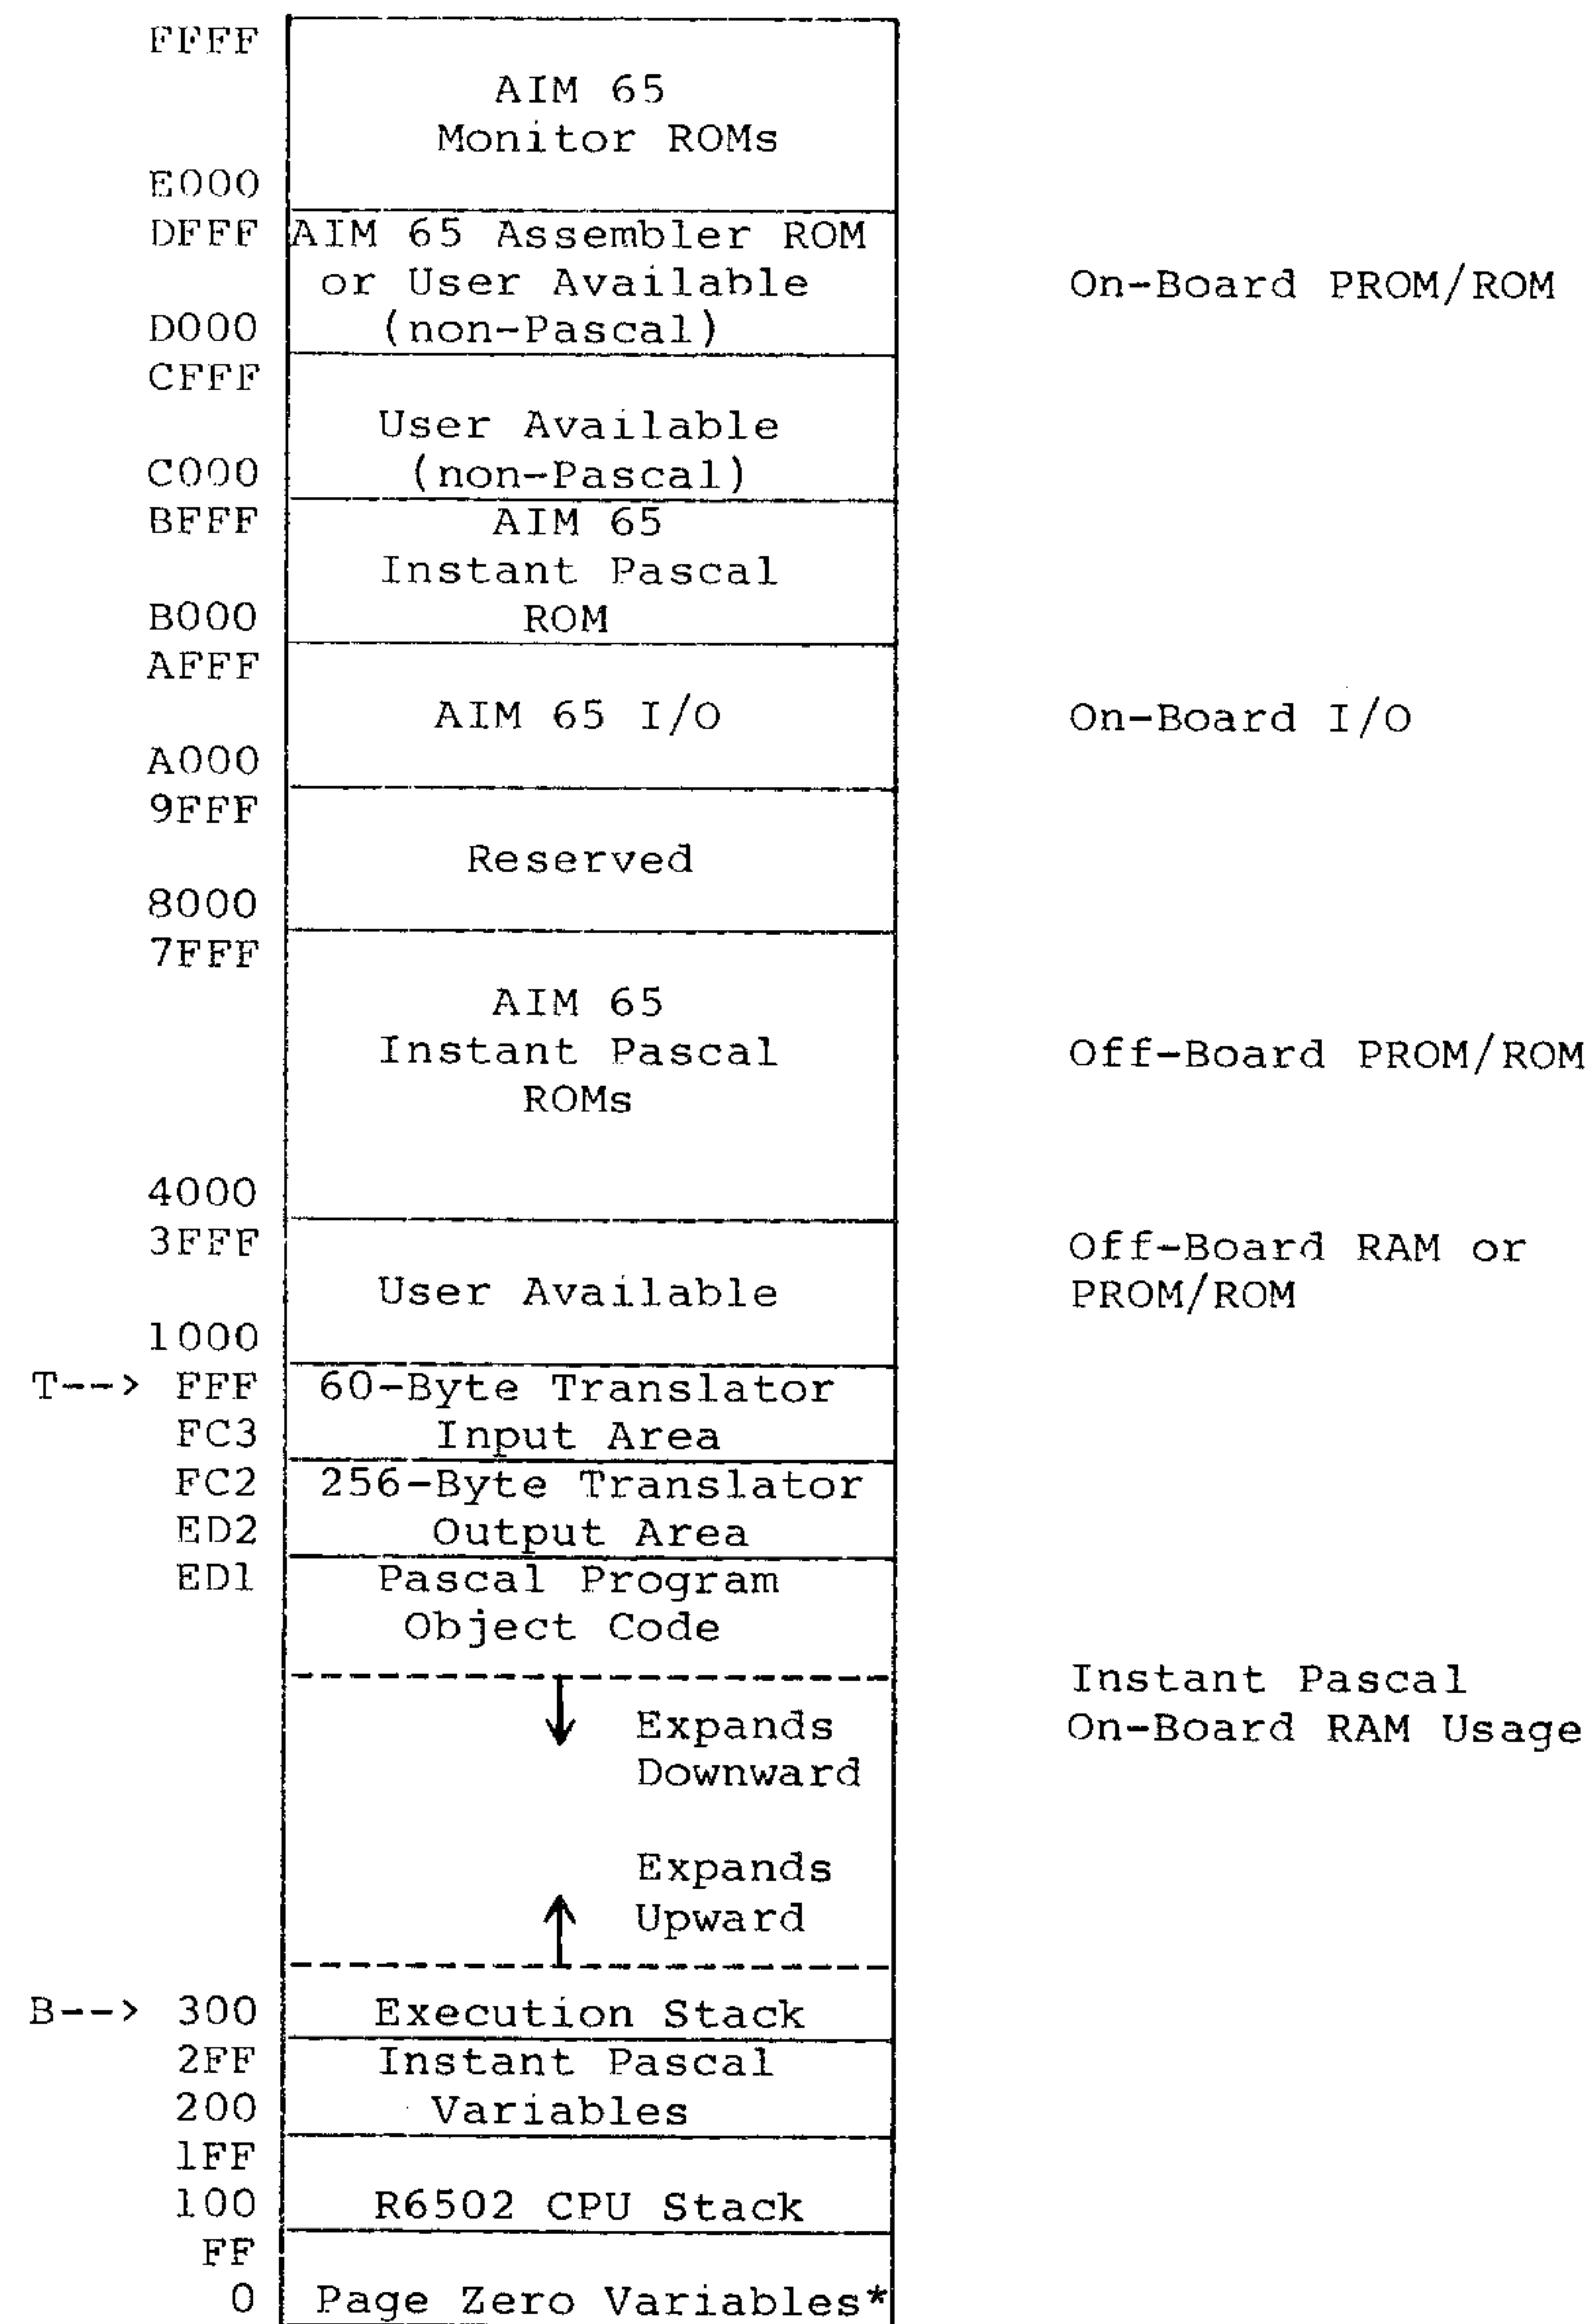 FFFF
AIM 65
Monitor ROMs
E000
DFFF AIM 65 Assembler ROM
or User Available On-Board PROM/ROM
D000 (non-Pascal)
CFFF
User Available
C000 (non-Pascal)
BFFF AIM 65
Instant Pascal
B000 ROM
AFFF
AIM 65 I/O On-Board I/O
A000
9FFF
Reserved
8000
7FFF
AIM 65
Instant Pascal Off-Board PROM/ROM
ROMs
4000
3FFF Off-Board RAM or
User Available PROM/ROM
1000
T--> FFF 60-Byte Translator
FC3 Input Area
FC2 256-Byte Translator
ED2 Output Area
ED1 Pascal Program
Object Code
Instant Pascal
Expands On-Board RAM Usage
Downward
Expands
Upward
B--> 300 Execution Stack
2FF Instant Pascal
200 Variables
1FF
100 R6502 CPU Stack
FF
0 Page Zero Variables*